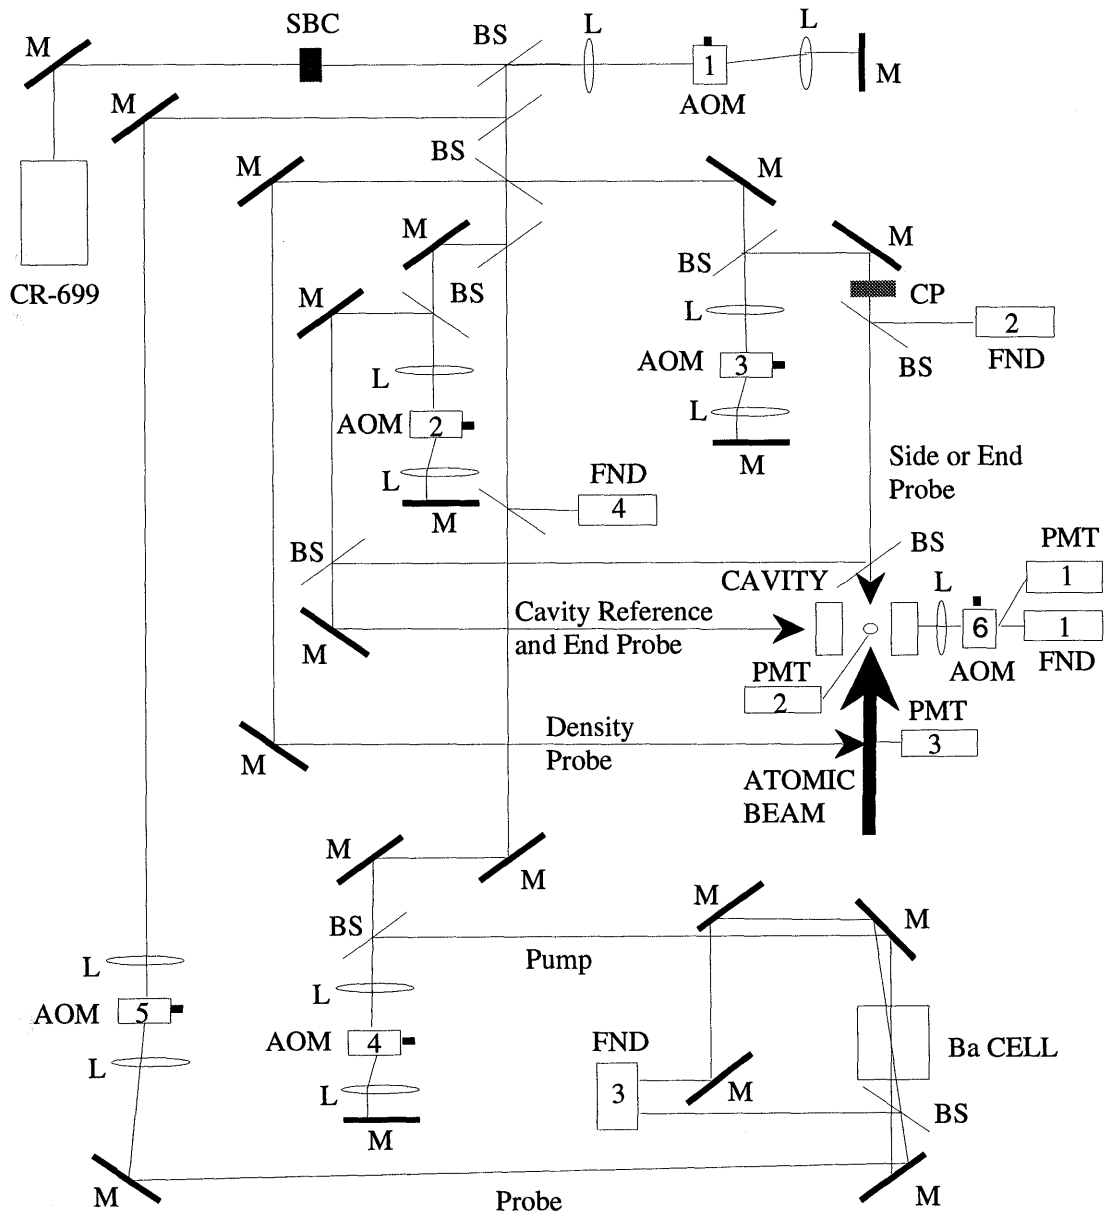 SBC
BS
L
L
M
M
1
AOM
M
M
BS
M
M
CR-699
M
BS
M
BS
CP
M
L
2
FND
BS
AOM
3
L
L
AOM
2
M
L
M
FND
4
Side or End
Probe
BS
BS
PMT
1
CAVITY
L
Cavity Reference
and End Probe
6
1
M
AOM
FND
PMT
2
PMT
3
Density
Probe
M
ATOMIC
BEAM
M
M
M
M
BS
Pump
L
L
AOM
5
AOM
4
FND
3
Ba CELL
L
L
M
BS
M
M
M
Probe